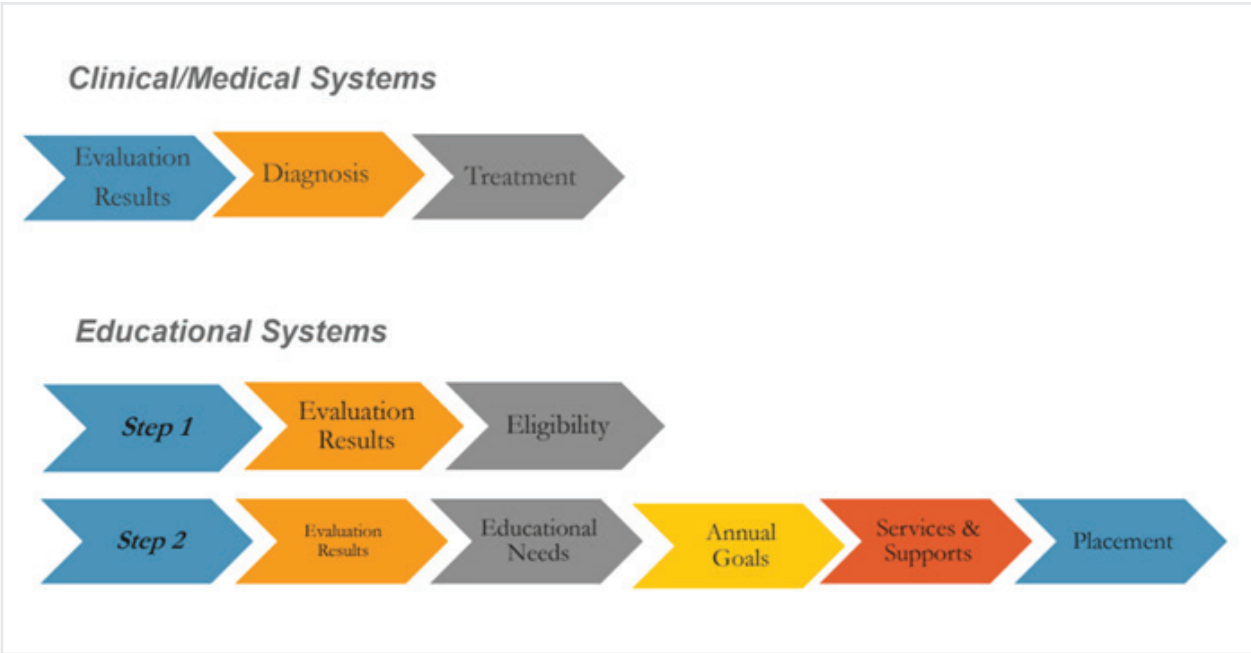 Clinical/Medical Systems
Evaluation
Results
Diagnosis
Treatment
Educational Systems
Step 1
Evaluation
Results
Eligibility
Step 2
Evaluation
Results
Educational
Needs
Annual
Goals
Services &
Supports
Placement